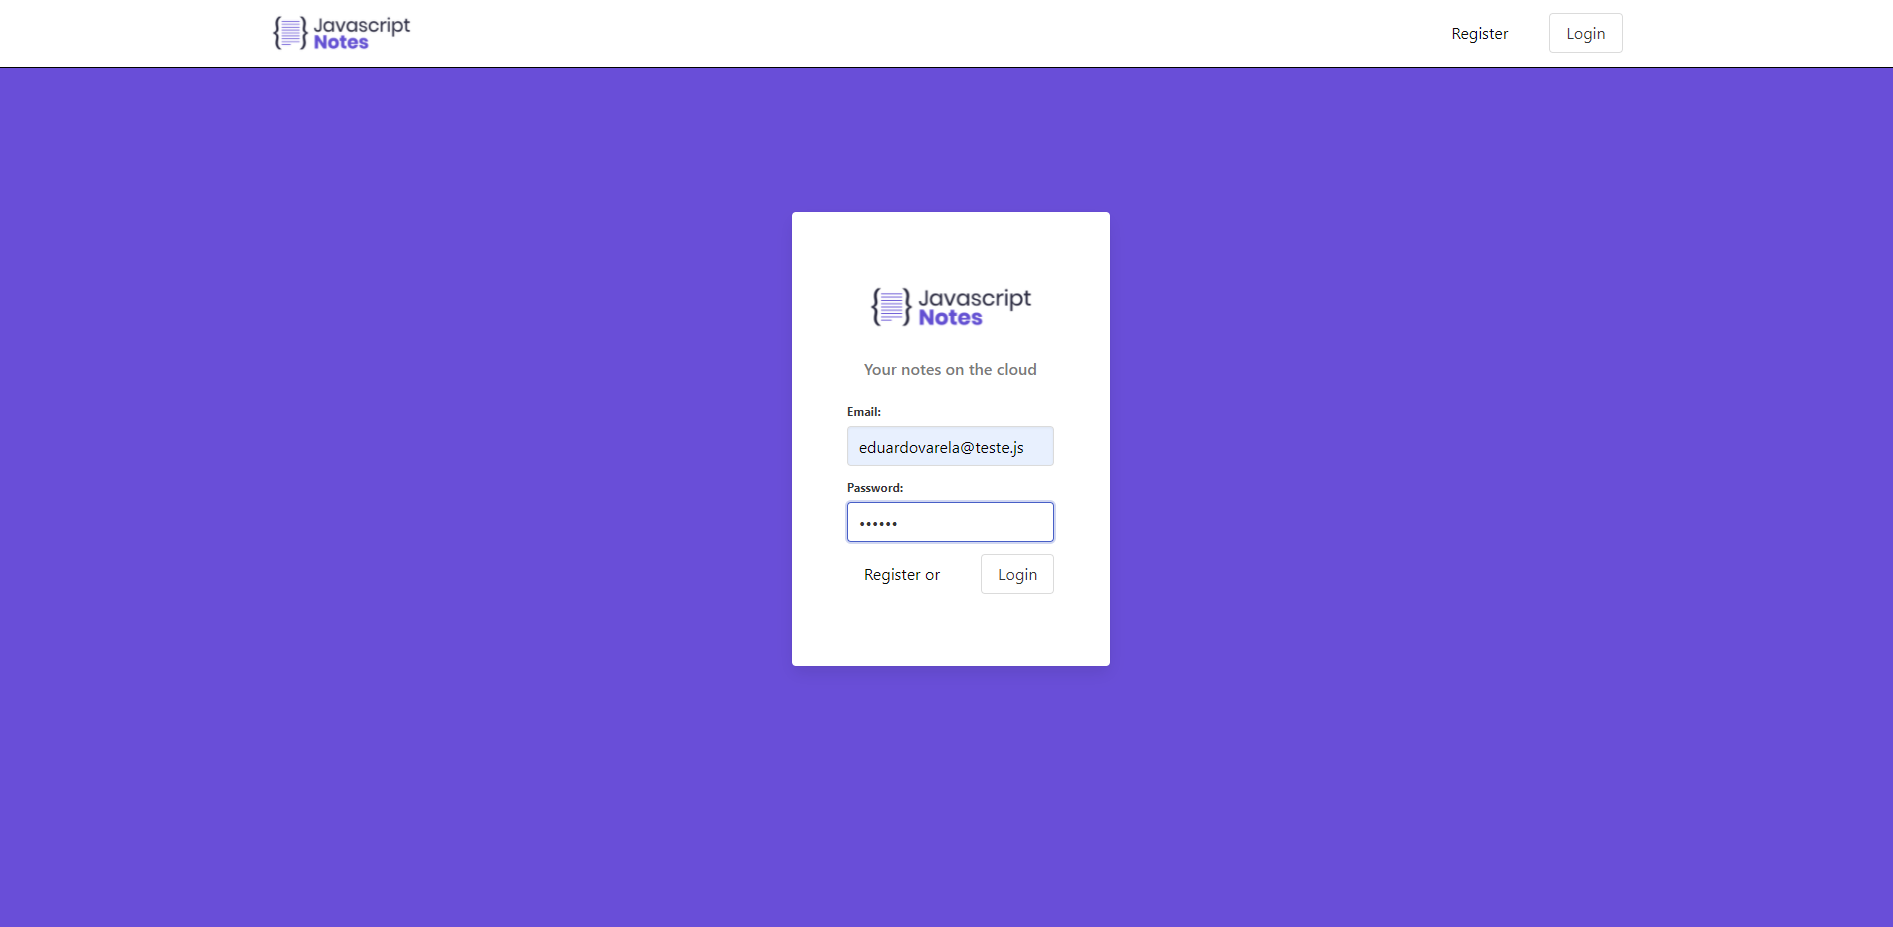 Javascript
Notes
Register
Login
Javascript
Notes
Your notes on the cloud
Email:
eduardovarela@teste.js
Password:
••••••
Register or
Login